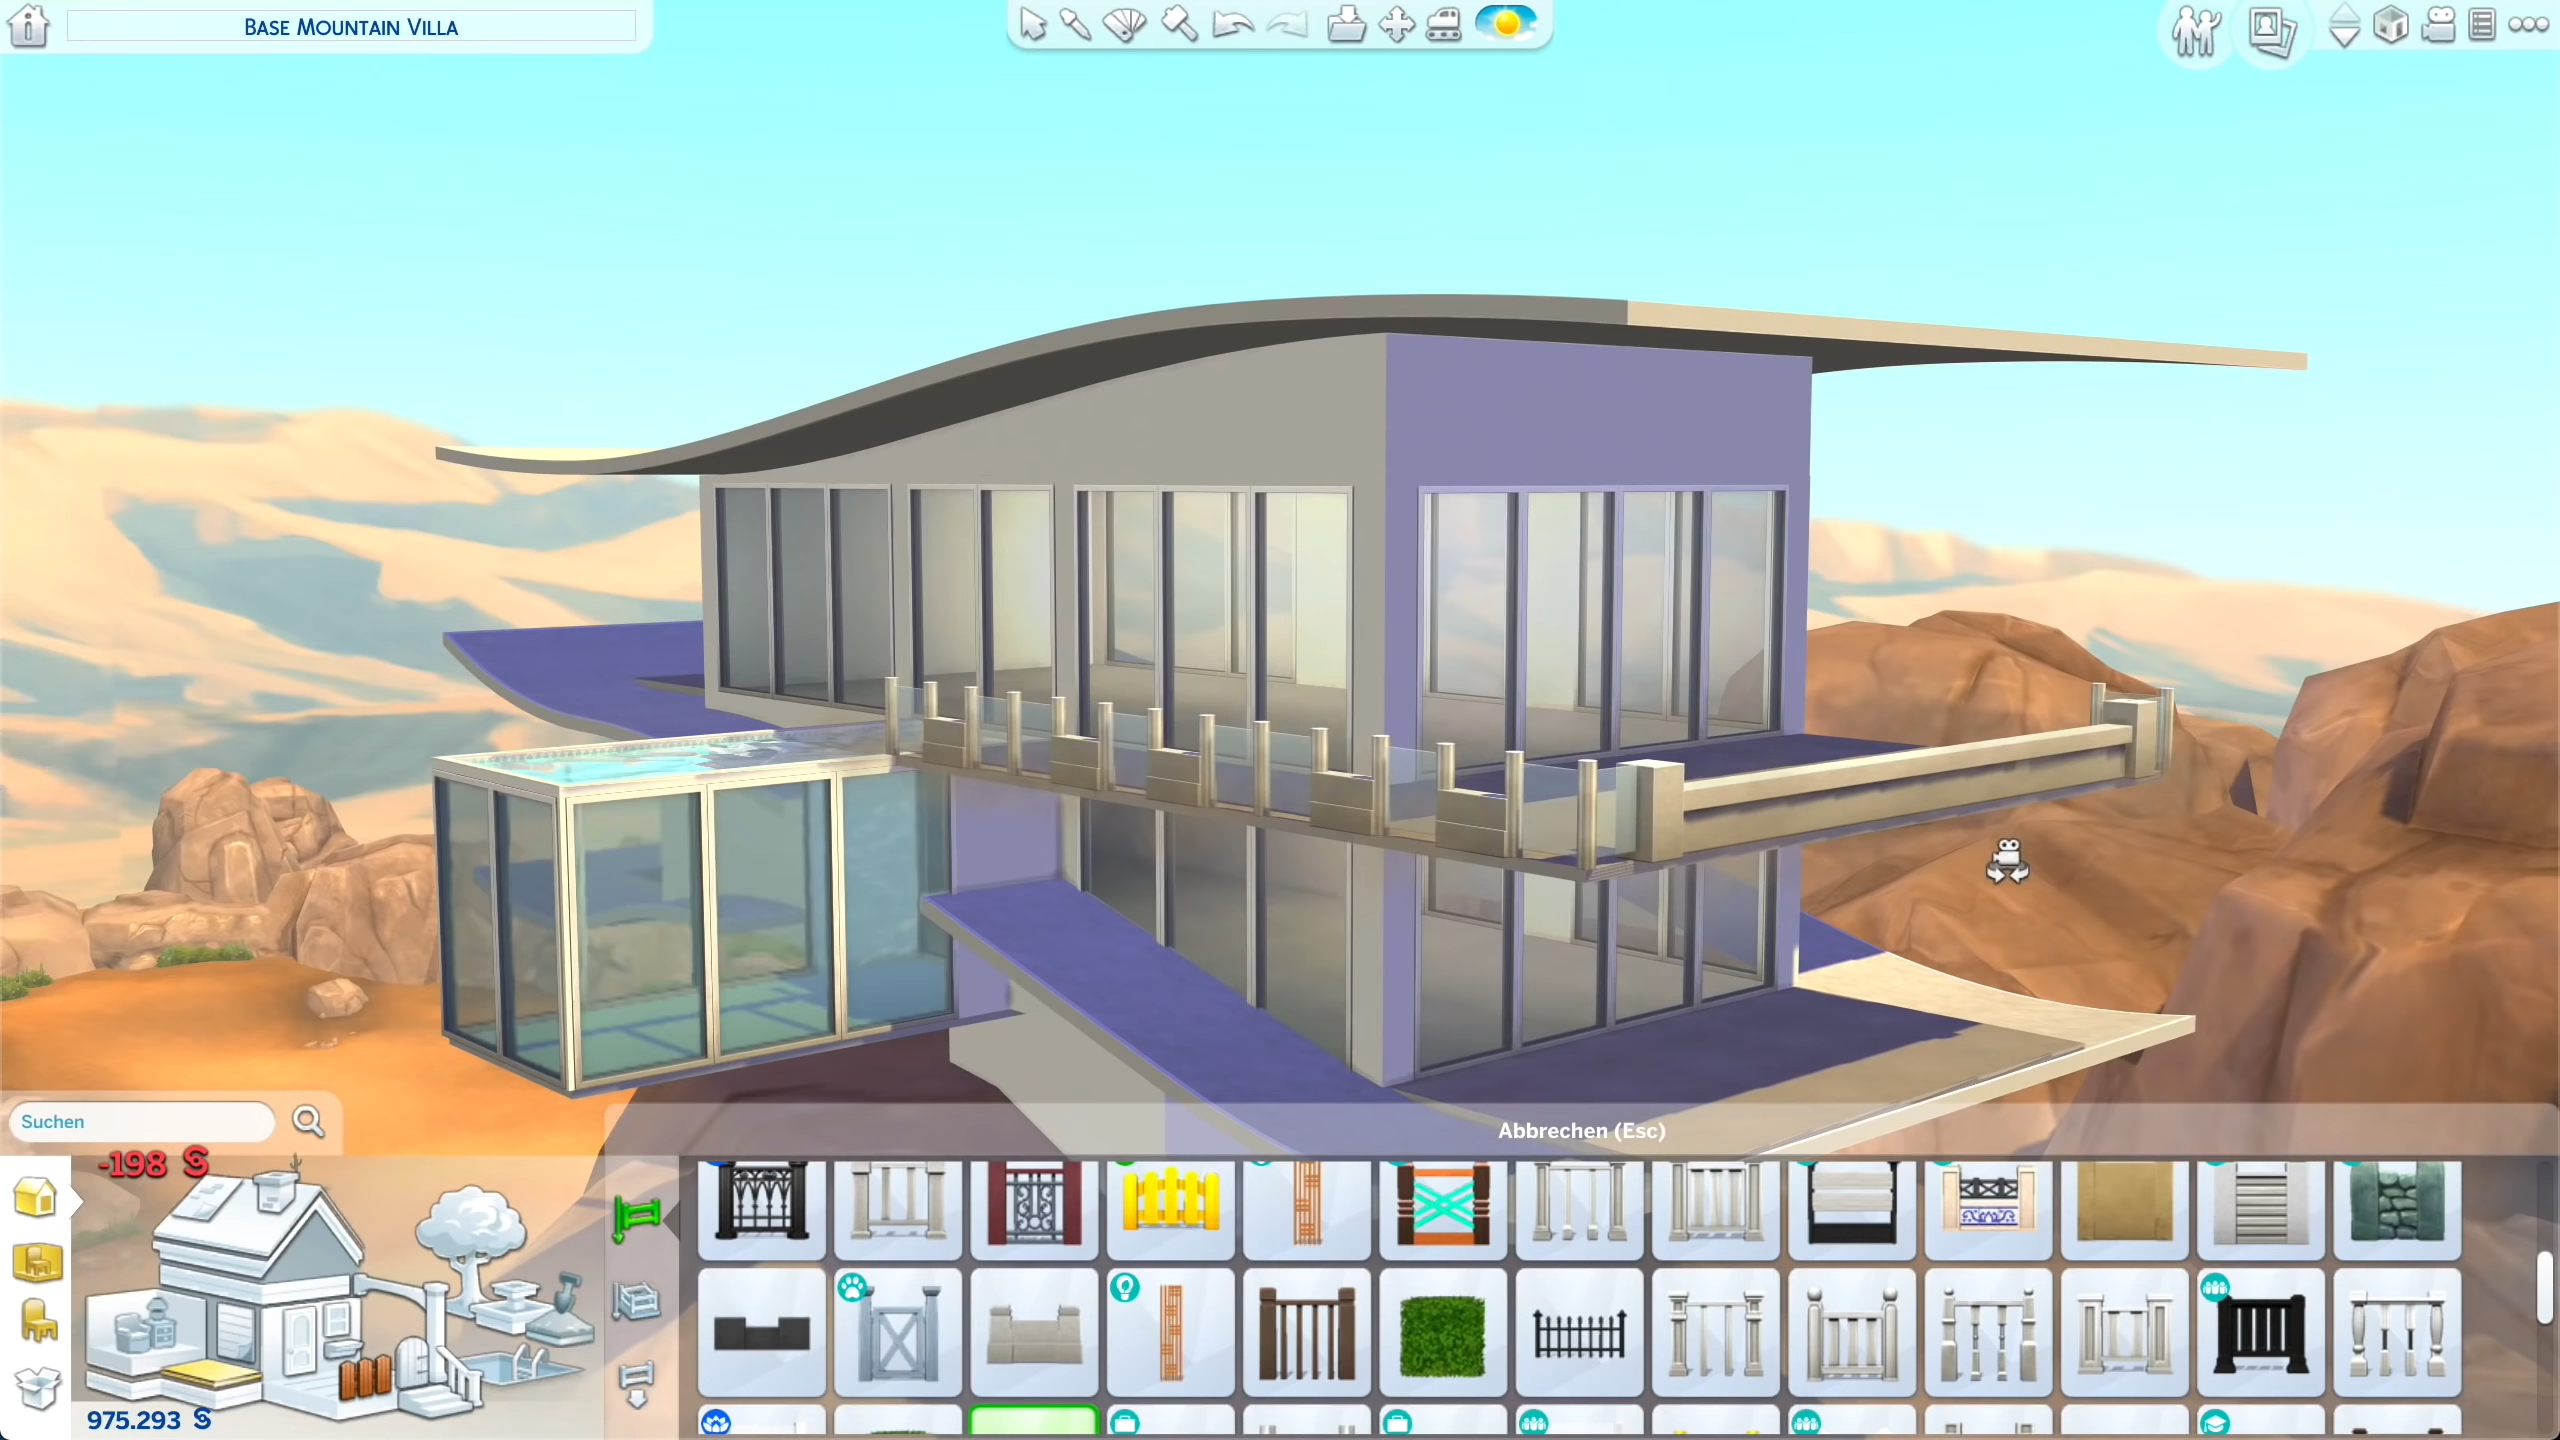 BASE MOUNTAIN VILLA
Suchen
Abbrechen (Esc)
-198 §
975.293 §